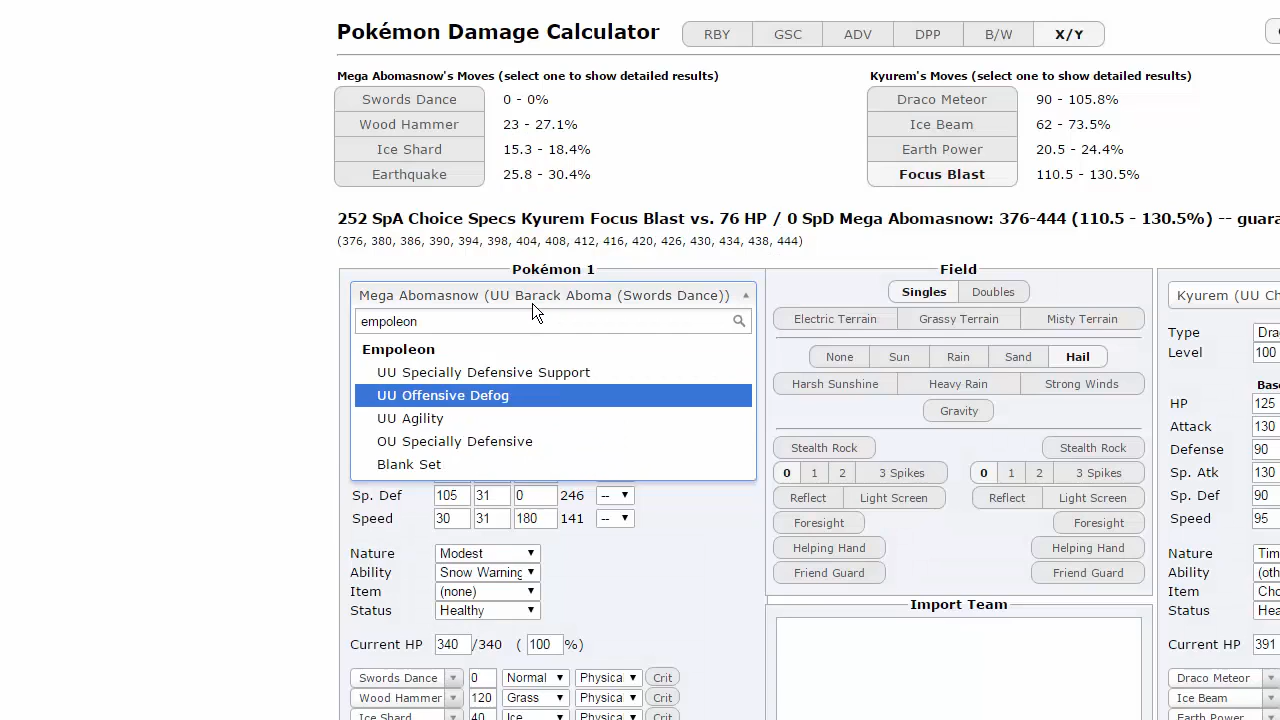 Pokémon Damage Calculator RBY GSC ADV DPP B/W X/Y
Mega Abomasnow's Moves (select one to show detailed results) Kyurem's Moves (select one to show detailed results)
Swords Dance 0 - 0% Draco Meteor 90 - 105.8%
Wood Hammer 23 - 27.1% Ice Beam 62 - 73.5%
Ice Shard 15.3 - 18.4% Earth Power 20.5 - 24.4%
Earthquake 25.8 - 30.4% Focus Blast 110.5 - 130.5%
252 SpA Choice Specs Kyurem Focus Blast vs. 76 HP / 0 SpD Mega Abomasnow: 376-444 (110.5 - 130.5%) -- guara
(376, 380, 386, 390, 394, 398, 404, 408, 412, 416, 420, 426, 430, 434, 438, 444)
Pokémon 1
Mega Abomasnow (UU Barack Aboma (Swords Dance))
empoleon
Empoleon
UU Specially Defensive Support
UU Offensive Defog
UU Agility
OU Specially Defensive
Blank Set
Sp. Def 105 31 0 246 --
Speed 30 31 180 141 --
Nature Modest
Ability Snow Warning
Item (none)
Status Healthy
Current HP 340 /340 ( 100 %)
Swords Dance 0 Normal Physica Crit
Wood Hammer 120 Grass Physica Crit
Ice Shard 40 Ice Physica Crit
Field
Singles Doubles
Electric Terrain Grassy Terrain Misty Terrain
None Sun Rain Sand Hail
Harsh Sunshine Heavy Rain Strong Winds
Gravity
Stealth Rock Stealth Rock
0 1 2 3 Spikes 0 1 2 3 Spikes
Reflect Light Screen Reflect Light Screen
Foresight Foresight
Helping Hand Helping Hand
Friend Guard Friend Guard
Import Team
Kyurem (UU Ch
Type Dra
Level 100
Base
HP 125
Attack 130
Defense 90
Sp. Atk 130
Sp. Def 90
Speed 95
Nature Tim
Ability (oth
Item Cho
Status Hea
Current HP 391
Draco Meteor
Ice Beam
Earth Power